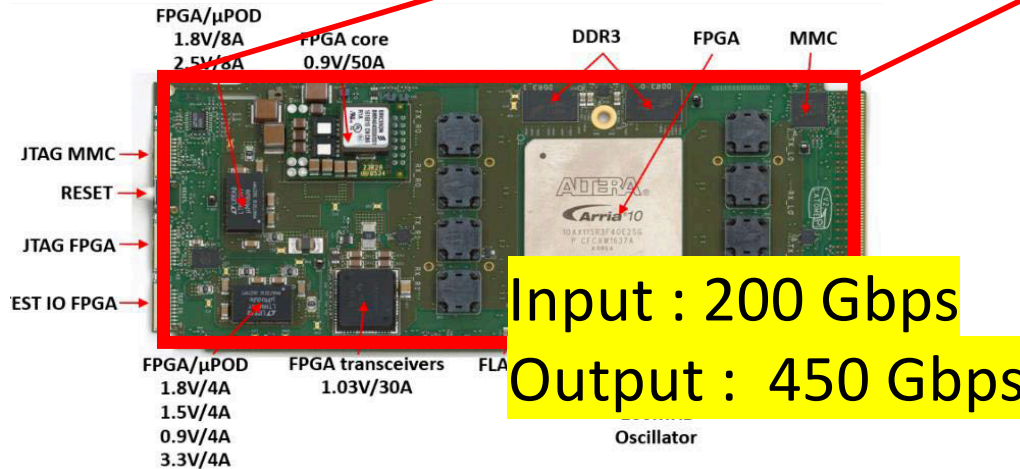 FPGA/µPOD
1.8V/8A
2.5V/8A
FPGA core
0.9V/50A
DDR3
FPGA
MMC
JTAG MMC
RESET
JTAG FPGA
EST IO FPGA
ALTERA
Arria 10
10AX115R3F40E2SG
Input : 200 Gbps
Output : 450 Gbps
FPGA/µPOD
1.8V/4A
1.5V/4A
0.9V/4A
3.3V/4A
FPGA transceivers
1.03V/30A
FLA
Oscillator